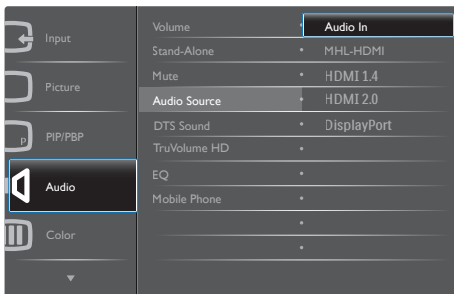 Input
Picture
P
PIP/PBP
Audio
Color
Volume
Stand-Alone
Mute
Audio Source
DTS Sound
TruVolume HD
EQ
Mobile Phone
Audio In
MHL-HDMI
HDMI 1.4
HDMI 2.0
DisplayPort